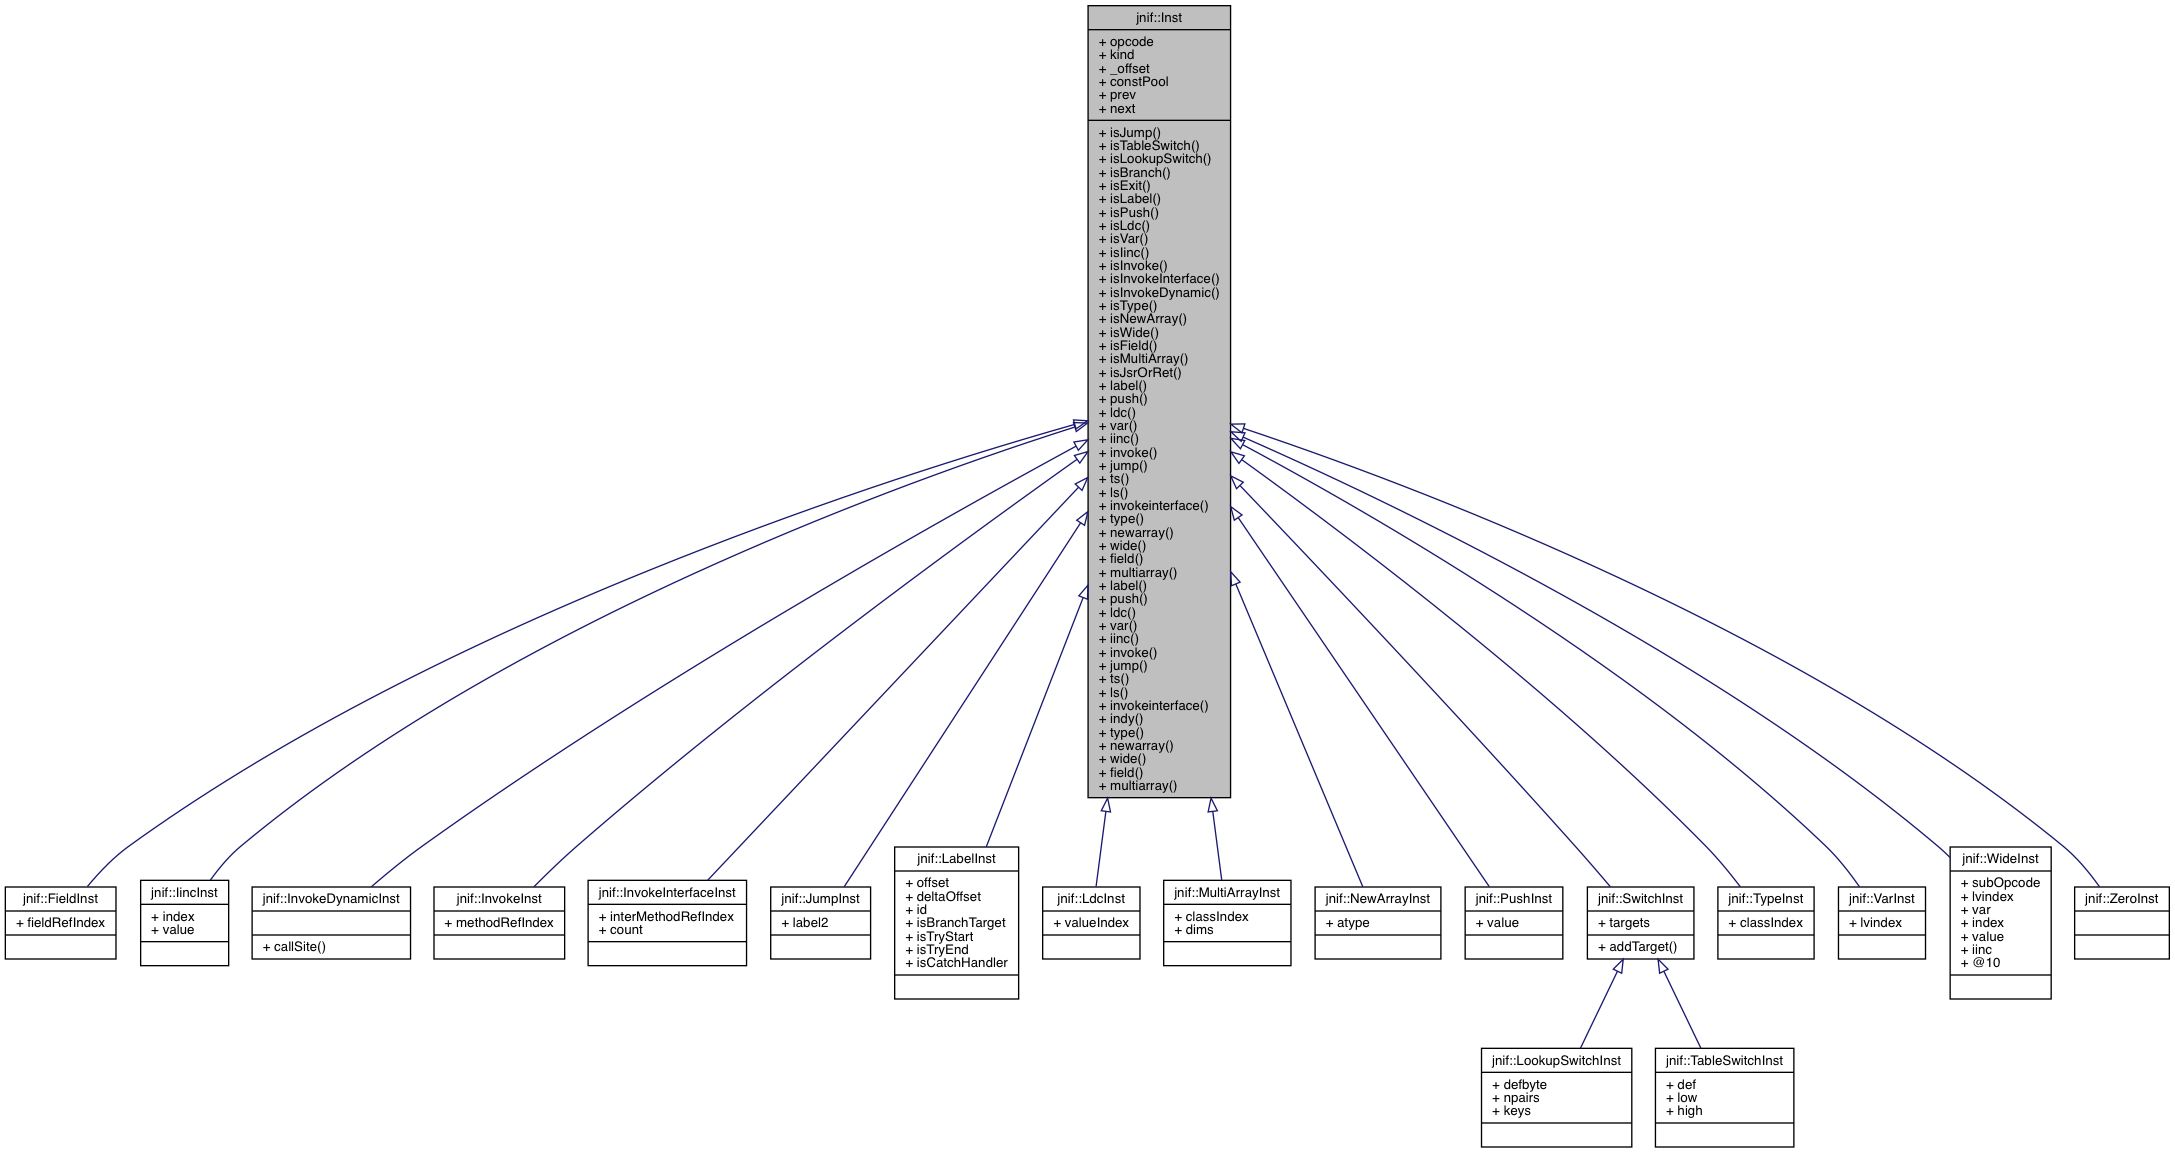 jnif::Inst
+ opcode
+ kind
+ _offset
+ constPool
+ prev
+ next
+ isJump()
+ isTableSwitch()
+ isLookupSwitch()
+ isBranch()
+ isExit()
+ isLabel()
+ isPush()
+ isLdc()
+ isVar()
+ isIinc()
+ isInvoke()
+ isInvokeInterface()
+ isInvokeDynamic()
+ isType()
+ isNewArray()
+ isWide()
+ isField()
+ isMultiArray()
+ isJsrOrRet()
+ label()
+ push()
+ ldc()
+ var()
+ iinc()
+ invoke()
+ jump()
+ ts()
+ ls()
+ invokeinterface()
+ type()
+ newarray()
+ wide()
+ field()
+ multiarray()
+ label()
+ push()
+ ldc()
+ var()
+ iinc()
+ invoke()
+ jump()
+ ts()
+ ls()
+ invokeinterface()
+ indy()
+ type()
+ newarray()
+ wide()
+ field()
+ multiarray()
jnif::FieldInst
+ fieldRefIndex
jnif::IincInst
+ index
+ value
jnif::InvokeDynamicInst
+ callSite()
jnif::InvokeInst
+ methodRefIndex
jnif::InvokeInterfaceInst
+ interMethodRefIndex
+ count
jnif::JumpInst
+ label2
jnif::LabelInst
+ offset
+ deltaOffset
+ id
+ isBranchTarget
+ isTryStart
+ isTryEnd
+ isCatchHandler
jnif::LdcInst
+ valueIndex
jnif::MultiArrayInst
+ classIndex
+ dims
jnif::NewArrayInst
+ atype
jnif::PushInst
+ value
jnif::SwitchInst
+ targets
+ addTarget()
jnif::TypeInst
+ classIndex
jnif::VarInst
+ lvindex
jnif::WideInst
+ subOpcode
+ lvindex
+ var
+ index
+ value
+ iinc
+ @10
jnif::ZeroInst
jnif::LookupSwitchInst
+ defbyte
+ npairs
+ keys
jnif::TableSwitchInst
+ def
+ low
+ high